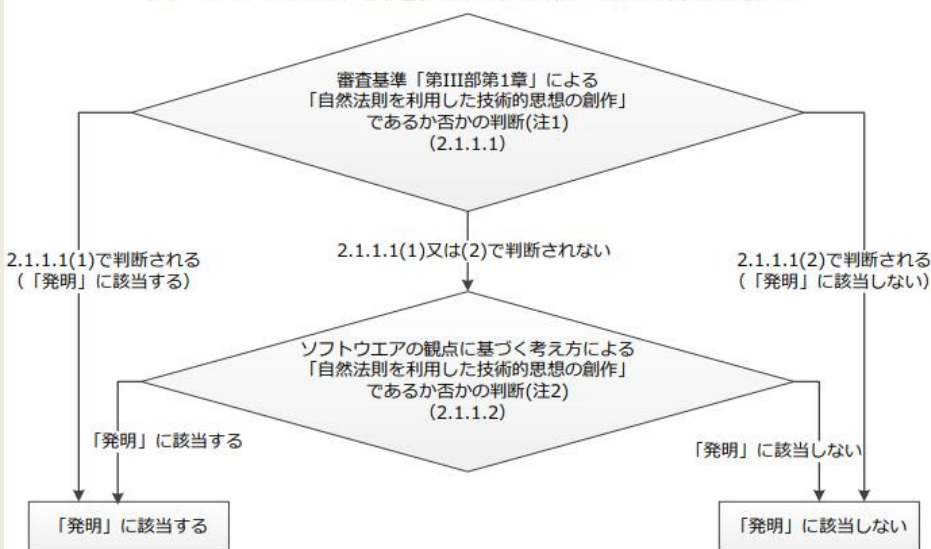 審査基準「第III部第1章」による
「自然法則を利用した技術的思想の創作」
であるか否かの判断(注1)
（2.1.1.1）
2.1.1.1(1)で判断される
（「発明」に該当する）
2.1.1.1(1)又は(2)で判断されない
2.1.1.1(2)で判断される
（「発明」に該当しない）
ソフトウエアの観点に基づく考え方による
「自然法則を利用した技術的思想の創作」
であるか否かの判断(注2)
（2.1.1.2）
「発明」に該当する
「発明」に該当しない
「発明」に該当する
「発明」に該当しない